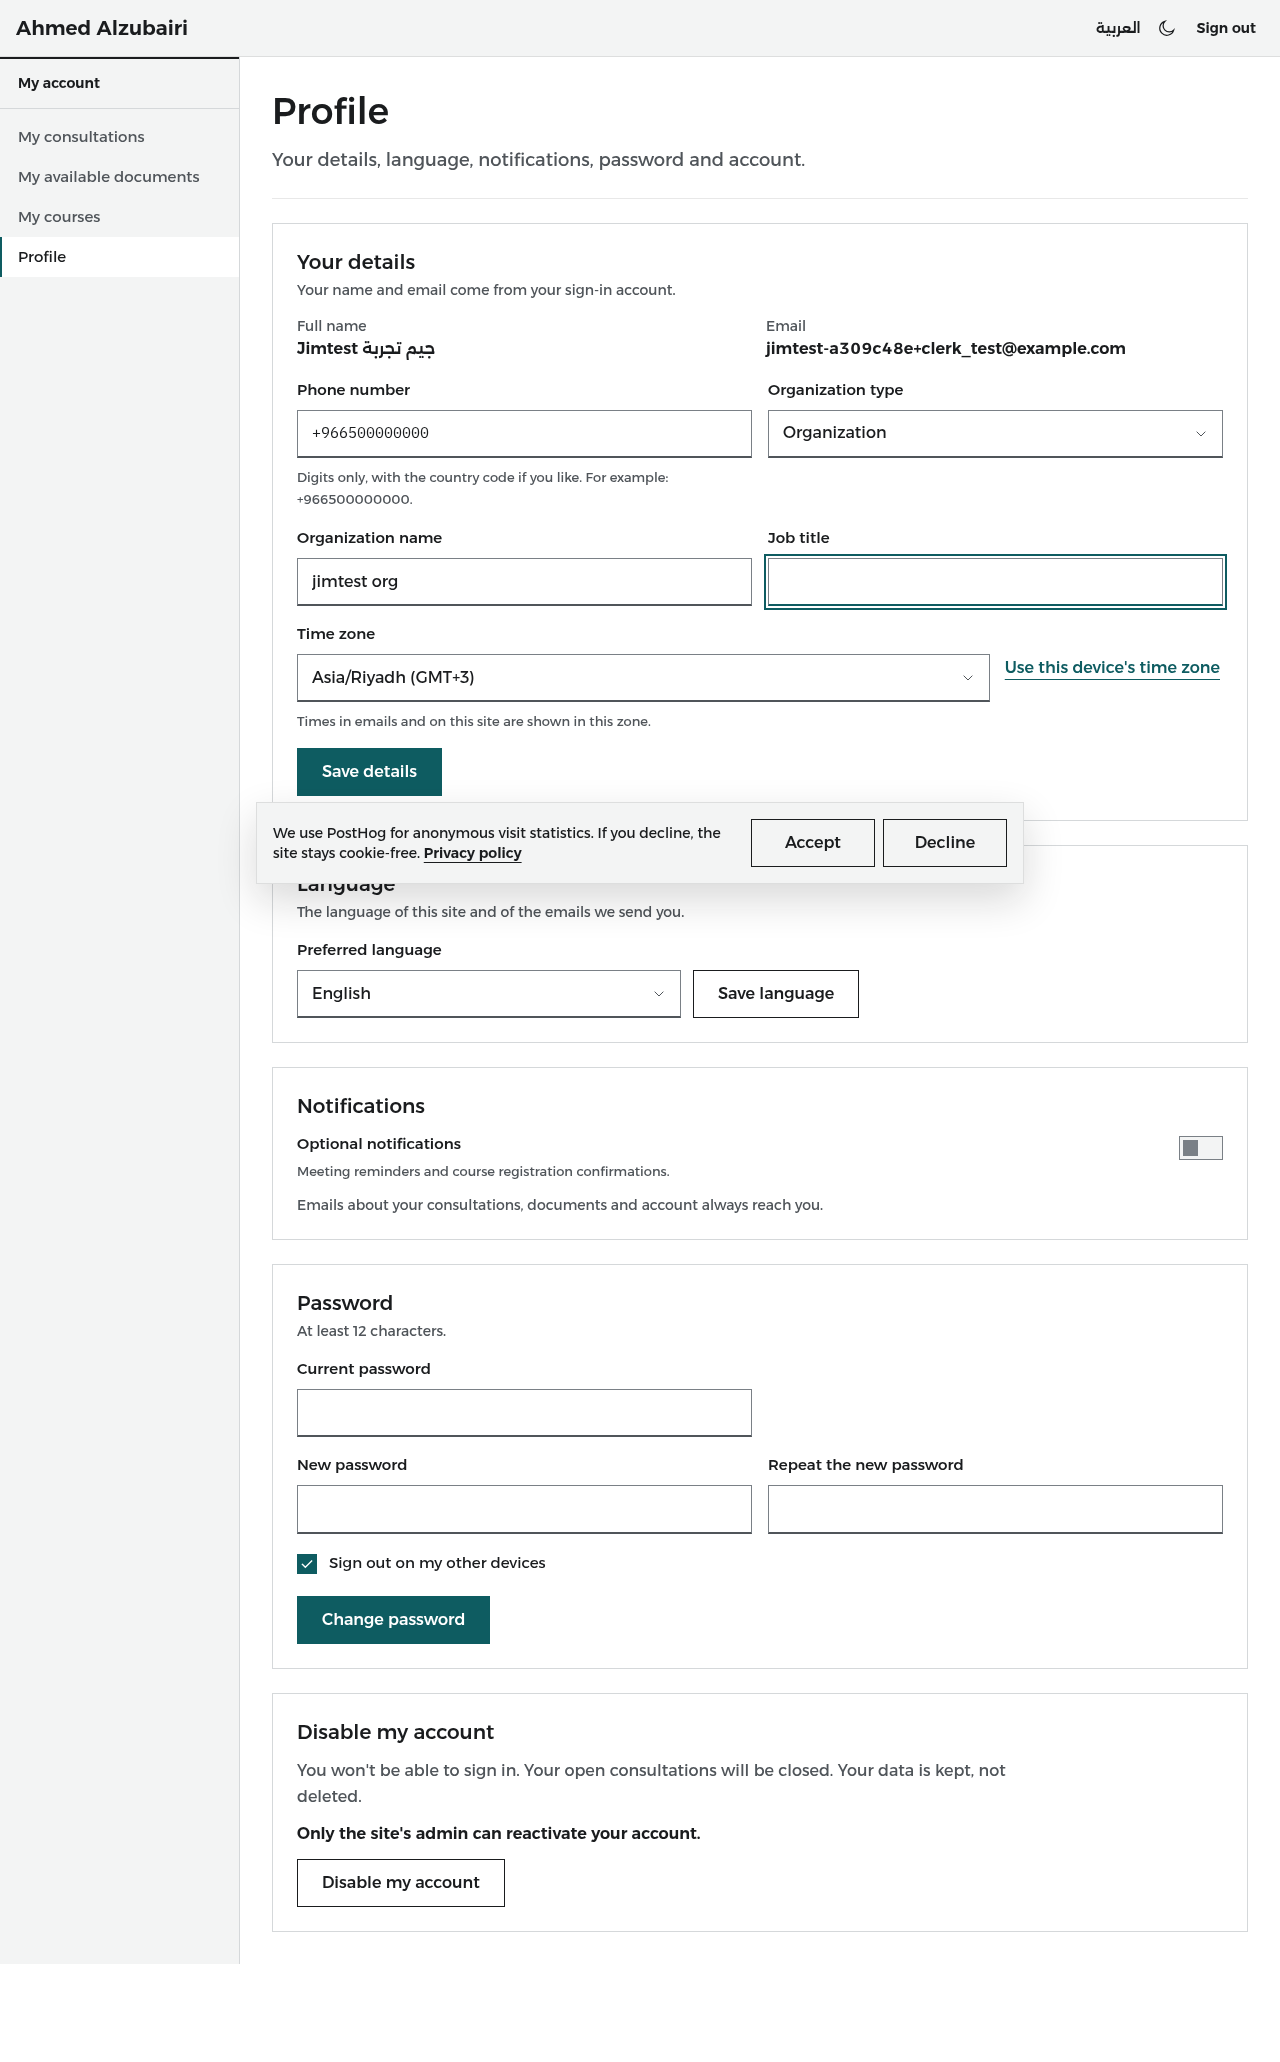 Ahmed Alzubairi
العربية
Sign out
My account
My consultations
My available documents
My courses
Profile
Profile
Your details, language, notifications, password and account.
Your details
Your name and email come from your sign-in account.
Full name
Jimtest جيم تجربة
Email
jimtest-a309c48e+clerk_test@example.com
Phone number
+966500000000
Digits only, with the country code if you like. For example:
+966500000000.
Organization type
Organization
Organization name
jimtest org
Job title
Time zone
Asia/Riyadh (GMT+3)
Use this device's time zone
Times in emails and on this site are shown in this zone.
Save details
We use PostHog for anonymous visit statistics. If you decline, the
site stays cookie-free. Privacy policy
Accept
Decline
Language
The language of this site and of the emails we send you.
Preferred language
English
Save language
Notifications
Optional notifications
Meeting reminders and course registration confirmations.
Emails about your consultations, documents and account always reach you.
Password
At least 12 characters.
Current password
New password
Repeat the new password
Sign out on my other devices
Change password
Disable my account
You won't be able to sign in. Your open consultations will be closed. Your data is kept, not
deleted.
Only the site's admin can reactivate your account.
Disable my account